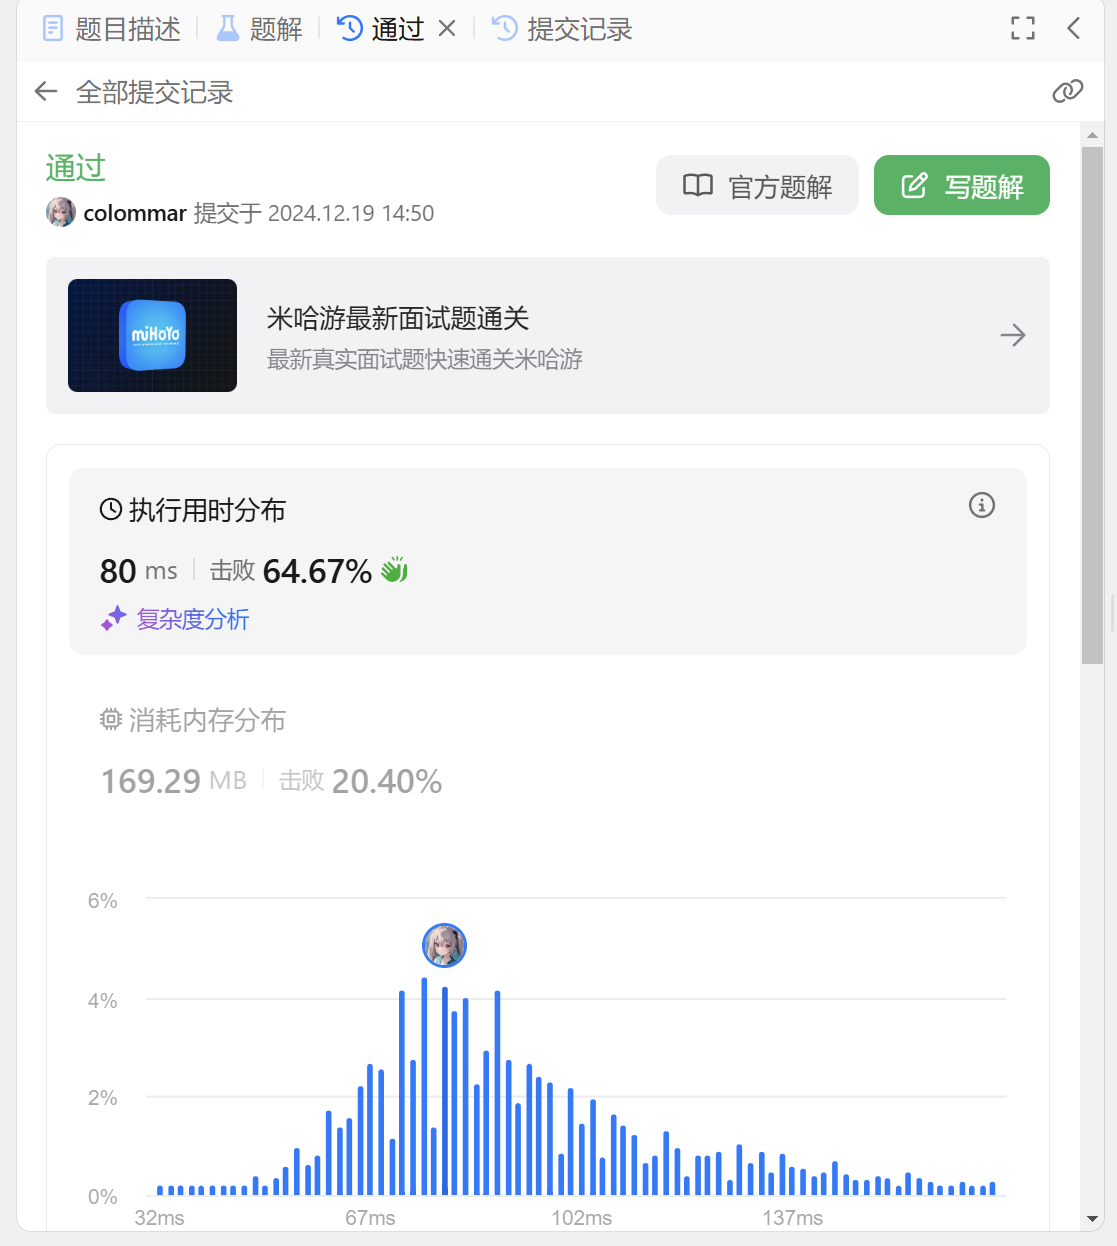 题目描述 题解 通过 提交记录
全部提交记录
通过
官方题解 写题解
colommar 提交于 2024.12.19 14:50
miHoYo
米哈游最新面试题通关
最新真实面试题快速通关米哈游
执行用时分布
80 ms 击败 64.67%
复杂度分析
消耗内存分布
169.29 MB 击败 20.40%
6%
4%
2%
0%
32ms 67ms 102ms 137ms